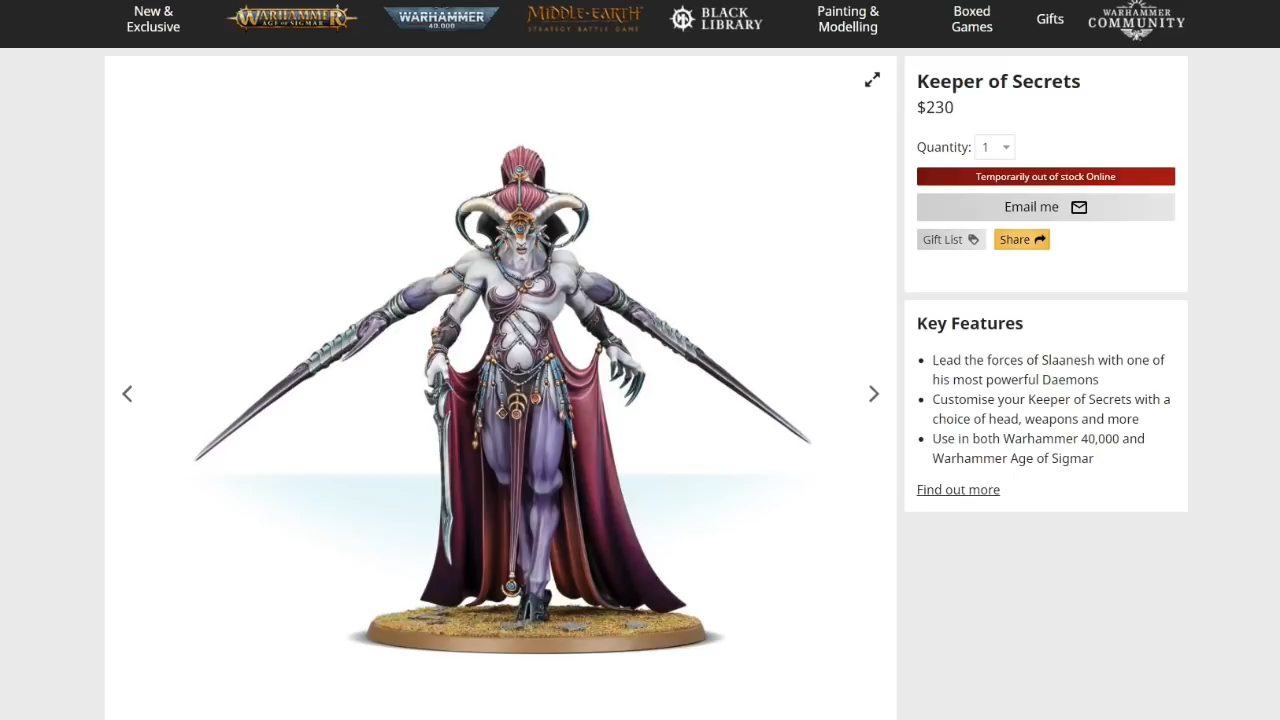 New &
Exclusive
WARHAMMER
AGE OF SIGMAR
WARHAMMER
40,000
MIDDLE-EARTH
STRATEGY BATTLE GAME
BLACK
LIBRARY
Painting &
Modelling
Boxed
Games
Gifts
WARHAMMER
COMMUNITY
Keeper of Secrets
$230
Quantity: 1
Temporarily out of stock Online
Email me
Gift List
Share
Key Features
• Lead the forces of Slaanesh with one of
his most powerful Daemons
• Customise your Keeper of Secrets with a
choice of head, weapons and more
• Use in both Warhammer 40,000 and
Warhammer Age of Sigmar
Find out more